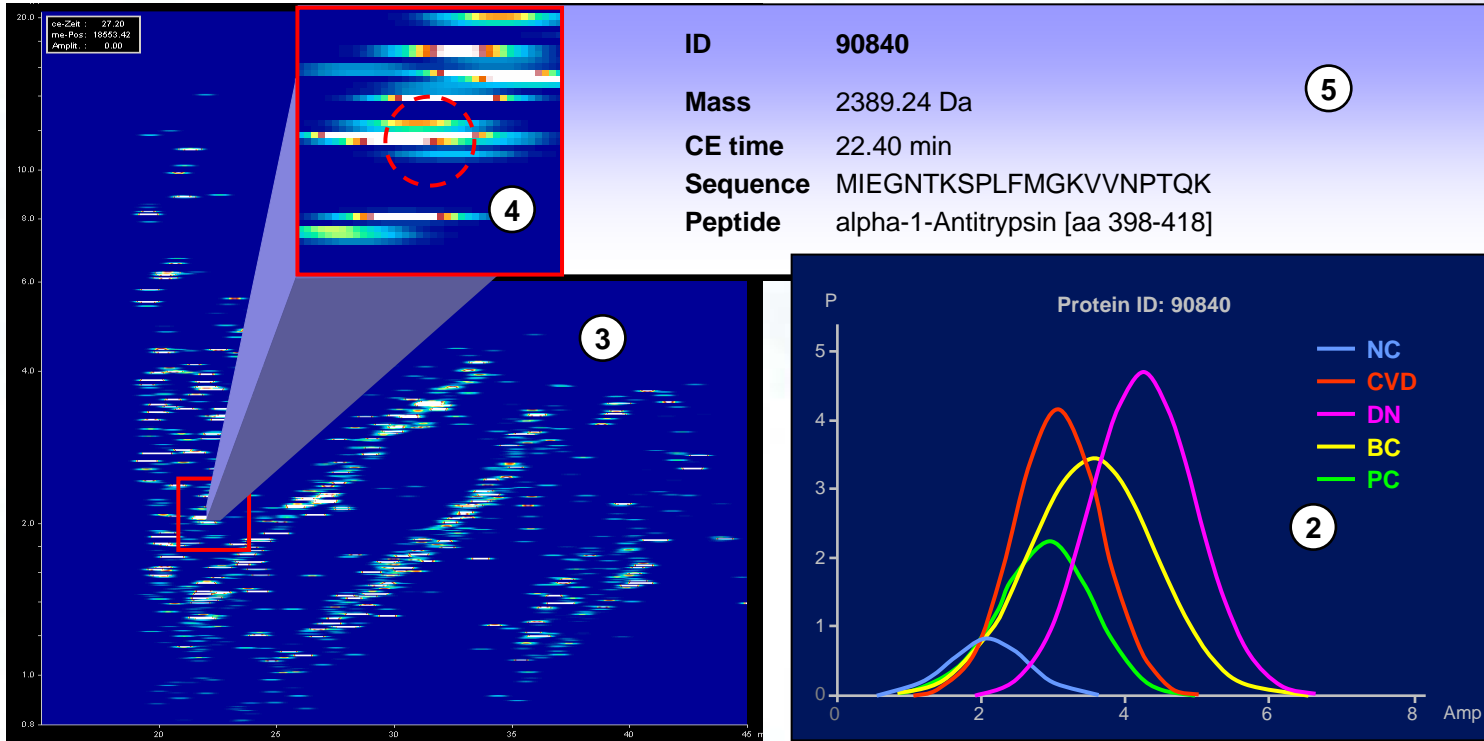 20.0
ce-Zeit : 27.20
me-Pos: 18553.42
Amplit. : 0.00
10.0
8.0
6.0
4.0
2.0
1.0
0.8
20 25 30 35 40 45
3
4
ID 90840
Mass 2389.24 Da
CE time 22.40 min
Sequence MIEGNTKSPLFMGKVVNPTQK
Peptide alpha-1-Antitrypsin [aa 398-418]
5
P
Protein ID: 90840
5
4
3
2
1
0
NC
CVD
DN
BC
PC
2
0 2 4 6 8 Amp